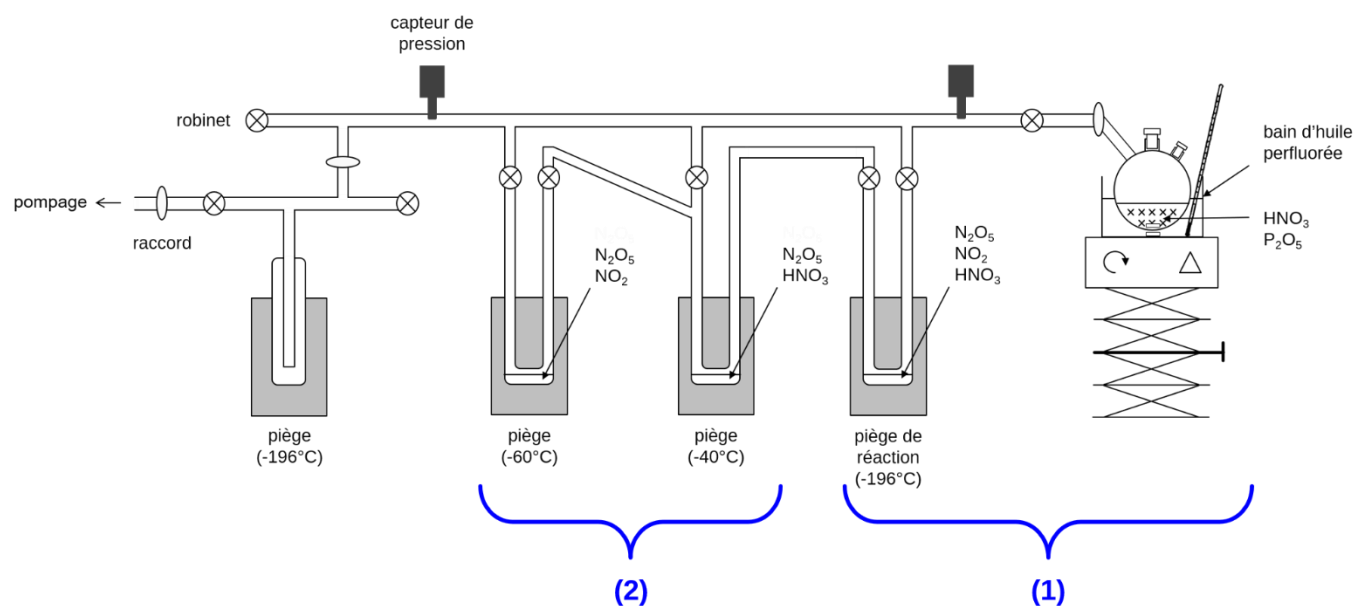 capteur de
pression
robinet
bain d’huile
perfluorée
pompage
raccord
HNO₃
P₂O₅
N₂O₅
NO₂
N₂O₅
HNO₃
N₂O₅
NO₂
HNO₃
piège
(-196°C)
piège
(-60°C)
piège
(-40°C)
piège de
réaction
(-196°C)
(2)
(1)